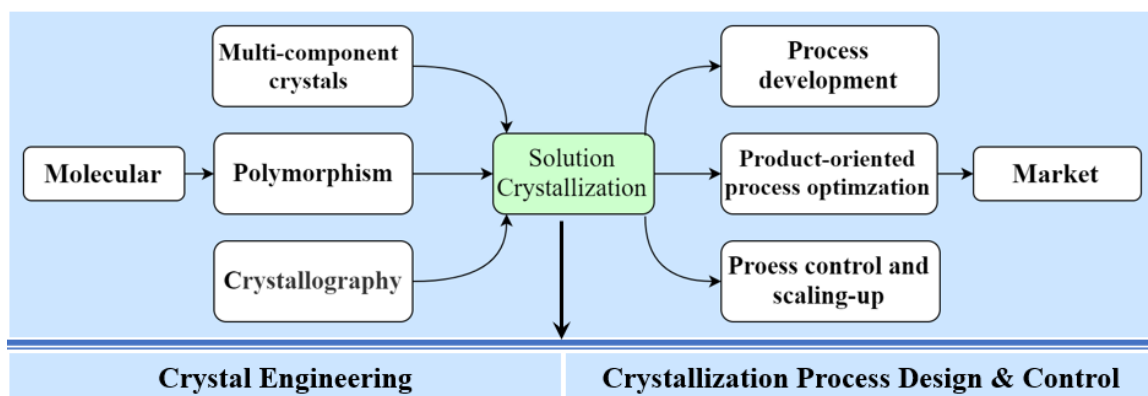 Multi-component
crystals
Process
development
Molecular
Polymorphism
Solution
Crystallization
Product-oriented
process optimzation
Market
Crystallography
Proess control and
scaling-up
Crystal Engineering
Crystallization Process Design & Control